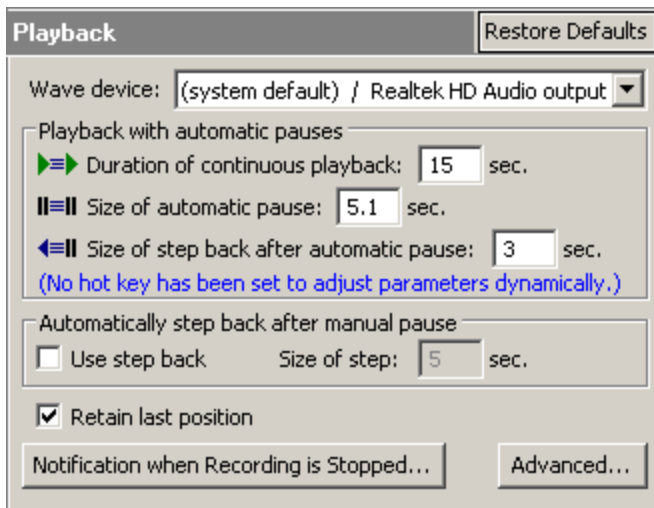 Playback Restore Defaults
Wave device: (system default) / Realtek HD Audio output
Playback with automatic pauses
Duration of continuous playback: 15 sec.
Size of automatic pause: 5.1 sec.
Size of step back after automatic pause: 3 sec.
(No hot key has been set to adjust parameters dynamically.)
Automatically step back after manual pause
Use step back Size of step: 5 sec.
Retain last position
Notification when Recording is Stopped... Advanced...